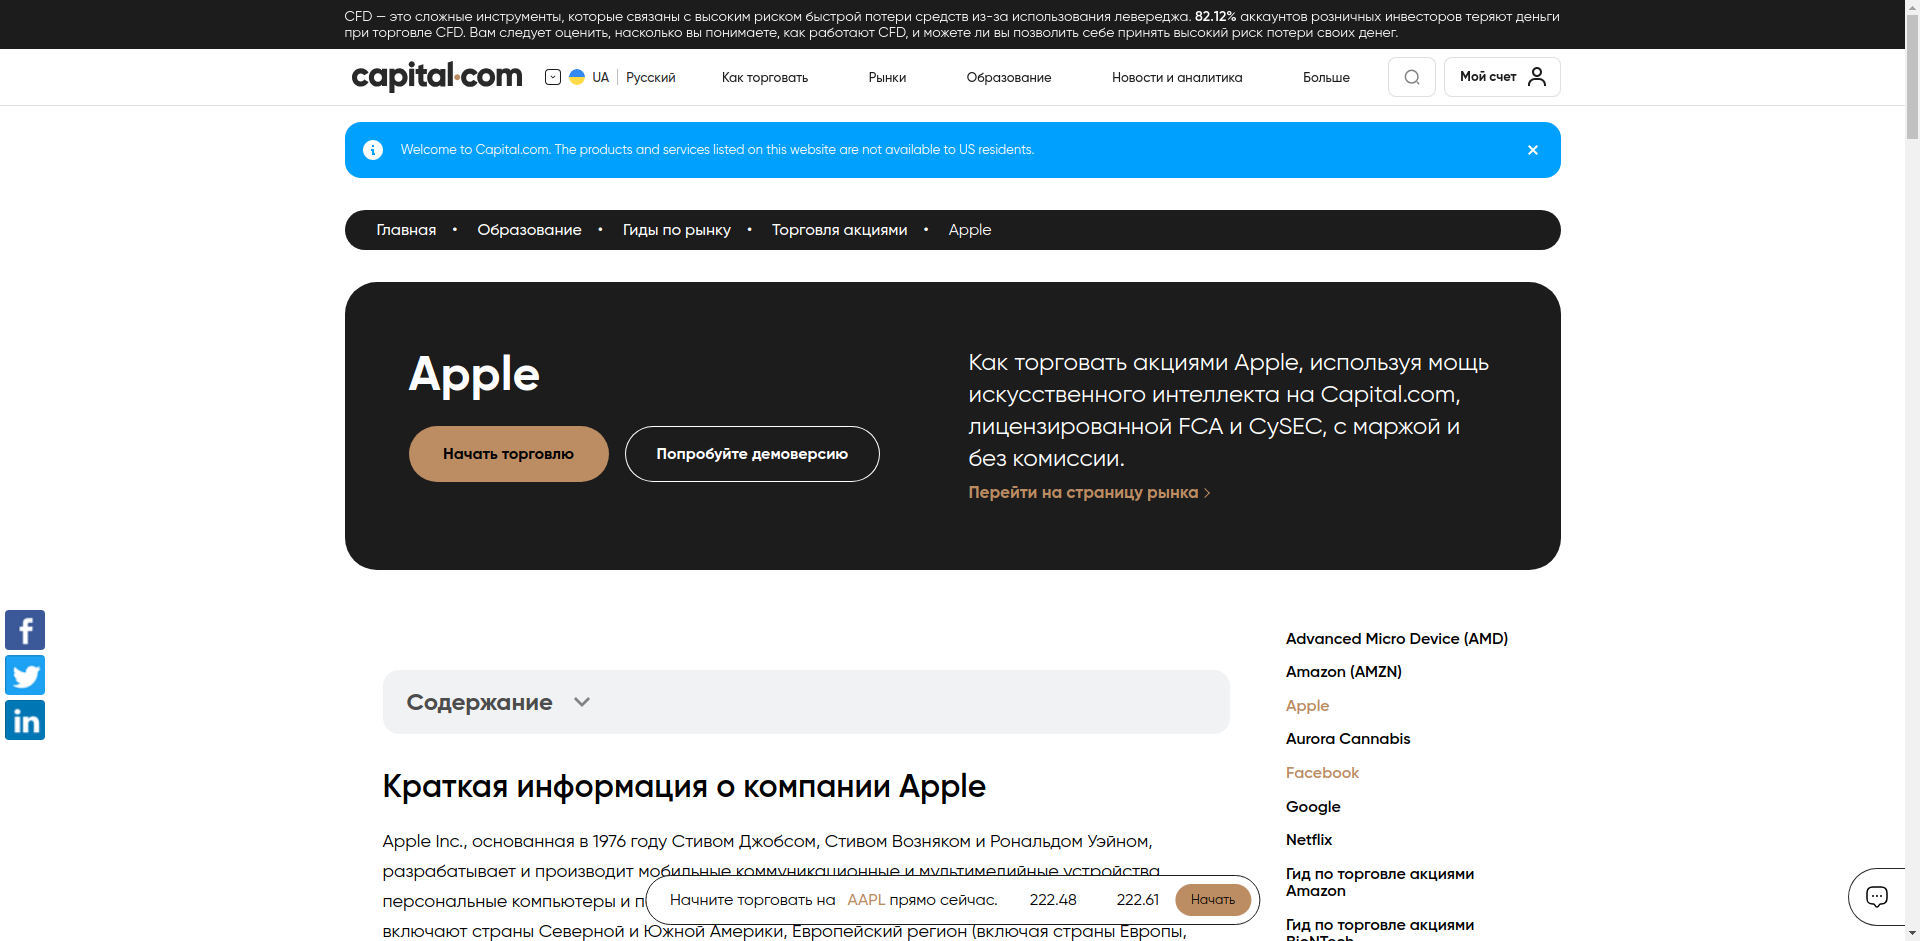 CFD — это сложные инструменты, которые связаны с высоким риском быстрой потери средств из-за использования левереджа. 82.12% аккаунтов розничных инвесторов теряют деньги
при торговле CFD. Вам следует оценить, насколько вы понимаете, как работают CFD, и можете ли вы позволить себе принять высокий риск потери своих денег.
capital.com
UA | Русский
Как торговать
Рынки
Образование
Новости и аналитика
Больше
Мой счет
Welcome to Capital.com. The products and services listed on this website are not available to US residents.
Главная • Образование • Гиды по рынку • Торговля акциями • Apple
Apple
Начать торговлю
Попробуйте демоверсию
Как торговать акциями Apple, используя мощь
искусственного интеллекта на Capital.com,
лицензированной FCA и CySEC, с маржой и
без комиссии.
Перейти на страницу рынка
Содержание
Краткая информация о компании Apple
Apple Inc., основанная в 1976 году Стивом Джобсом, Стивом Возняком и Рональдом Уэйном,
разрабатывает и производит мобильные коммуникационные и мультимедийные устройства,
персональные компьютеры и п
включают страны Северной и Южной Америки, Европейский регион (включая страны Европы,
Advanced Micro Device (AMD)
Amazon (AMZN)
Apple
Aurora Cannabis
Facebook
Google
Netflix
Гид по торговле акциями
Amazon
Гид по торговле акциями
BioNTech
Начните торговать на AAPL прямо сейчас. 222.48 222.61 Начать